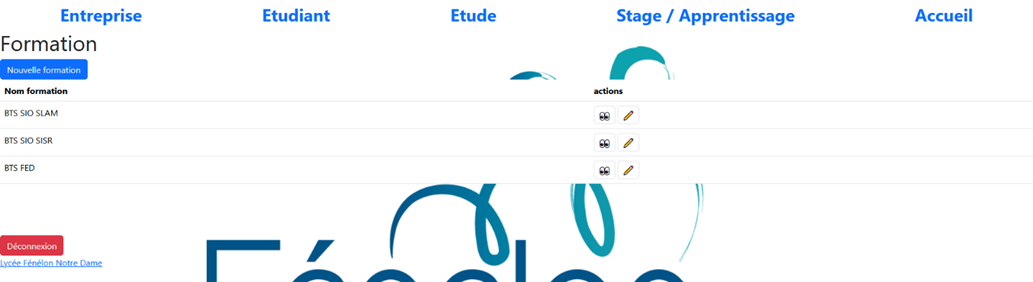 Entreprise Etudiant Etude Stage / Apprentissage Accueil
Formation
Nouvelle formation
Nom formation actions
BTS SIO SLAM
BTS SIO SISR
BTS FED
Déconnexion
Lycée Fénélon Notre Dame
Fénelon